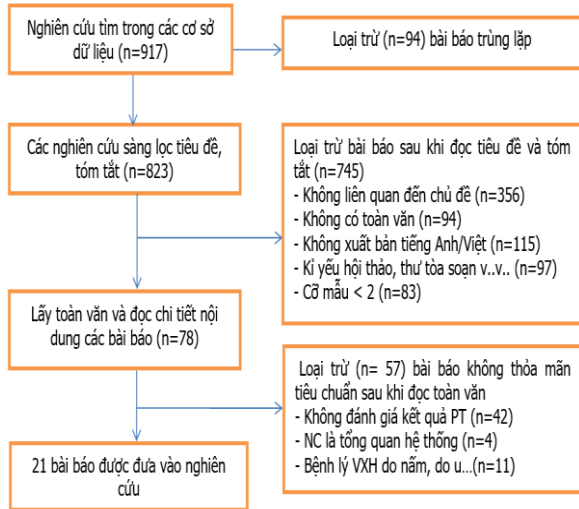 Nghiên cứu tìm trong các cơ sở
dữ liệu (n=917)
Loại trừ (n=94) bài báo trùng lặp
Các nghiên cứu sàng lọc tiêu đề,
tóm tắt (n=823)
Loại trừ bài báo sau khi đọc tiêu đề và tóm
tắt (n=745)
- Không liên quan đến chủ đề (n=356)
- Không có toàn văn (n=94)
- Không xuất bản tiếng Anh/Việt (n=115)
- Kỉ yếu hội thảo, thư tòa soạn v..v.. (n=97)
- Cỡ mẫu < 2 (n=83)
Lấy toàn văn và đọc chi tiết nội
dung các bài báo (n=78)
Loại trừ (n= 57) bài báo không thỏa mãn
tiêu chuẩn sau khi đọc toàn văn
- Không đánh giá kết quả PT (n=42)
- NC là tổng quan hệ thống (n=4)
- Bệnh lý VXH do nấm, do u...(n=11)
21 bài báo được đưa vào nghiên
cứu